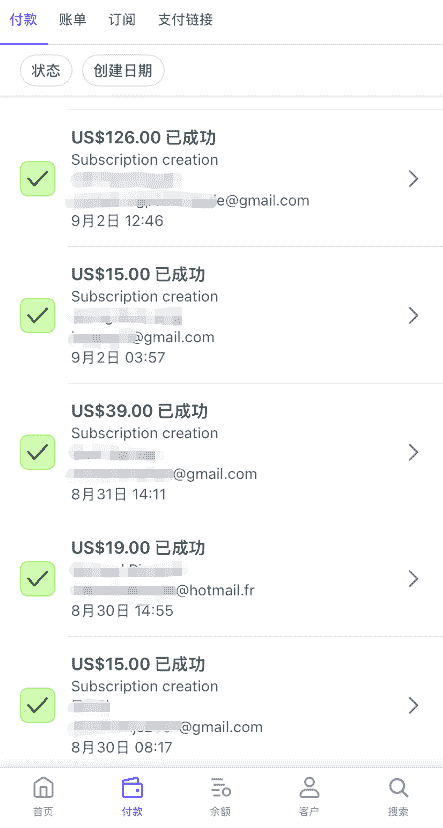 付款 账单 订阅 支付链接
状态 创建日期
US$126.00 已成功
Subscription creation
e@gmail.com
9月2日 12:46
US$15.00 已成功
Subscription creation
@gmail.com
9月2日 03:57
US$39.00 已成功
Subscription creation
@gmail.com
8月31日 14:11
US$19.00 已成功
@hotmail.fr
8月30日 14:55
US$15.00 已成功
Subscription creation
@gmail.com
8月30日 08:17
首页 付款 余额 客户 搜索